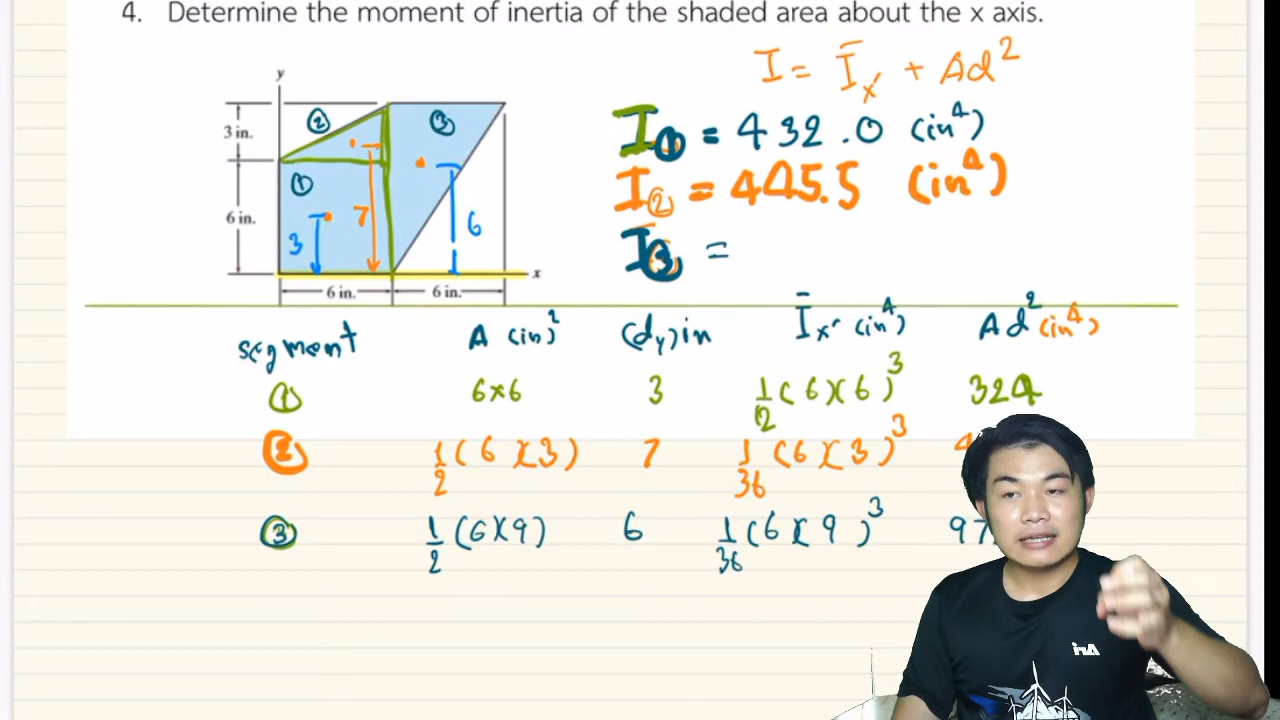 4. Determine the moment of inertia of the shaded area about the x axis.
I = Īx' + Ad²
y
3 in.
6 in.
②
③
①
3
7
6
x
6 in.
6 in.
I① = 432.0 (in⁴)
I② = 445.5 (in⁴)
I③ =
segment A (in)² (dy)in Īx' (in⁴) Ad² (in⁴)
① 6×6 3 1/12 (6)(6)³ 324
② 1/2 (6)(3) 7 1/36 (6)(3)³ 4
③ 1/2 (6)(9) 6 1/36 (6)(9)³ 97